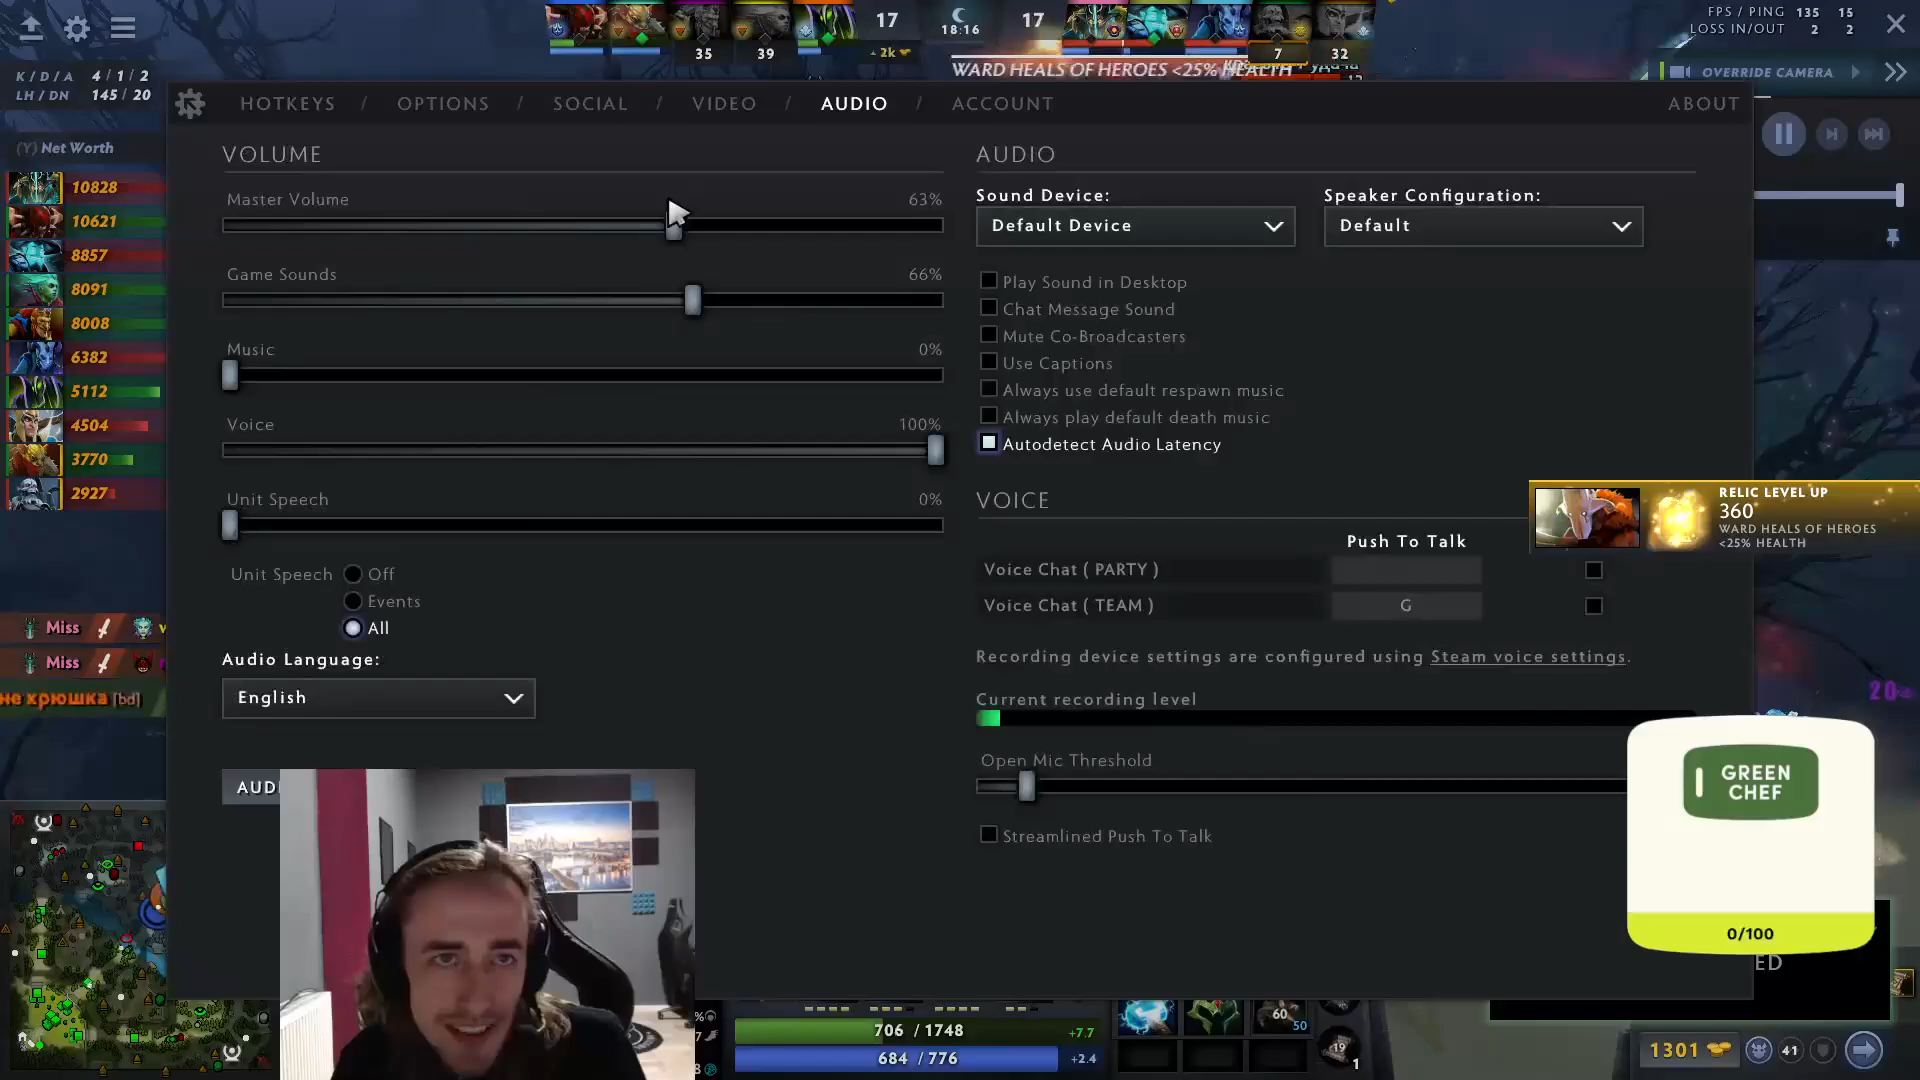 17
18:16
17
35
39
2k
7
32
FPS / PING 135 15
LOSS IN/OUT 2 2
K / D / A 4 / 1 / 2
LH / DN 145 / 20
WARD HEALS OF HEROES <25% HEALTH
OVERRIDE CAMERA
HOTKEYS / OPTIONS / SOCIAL / VIDEO / AUDIO / ACCOUNT
ABOUT
(Y) Net Worth
10828
10621
8857
8091
8008
6382
5112
4504
3770
2927
VOLUME
Master Volume 63%
Game Sounds 66%
Music 0%
Voice 100%
Unit Speech 0%
Unit Speech Off
Events
All
Audio Language:
English
AUD
AUDIO
Sound Device:
Default Device
Speaker Configuration:
Default
Play Sound in Desktop
Chat Message Sound
Mute Co-Broadcasters
Use Captions
Always use default respawn music
Always play default death music
Autodetect Audio Latency
VOICE
Push To Talk
Voice Chat ( PARTY )
Voice Chat ( TEAM ) G
Recording device settings are configured using Steam voice settings.
Current recording level
Open Mic Threshold
Streamlined Push To Talk
RELIC LEVEL UP
360
WARD HEALS OF HEROES
<25% HEALTH
Miss
Miss
не хрюшка [bd]
20
GREEN
CHEF
0/100
ED
706 / 1748 +7.7
684 / 776 +2.4
60
50
19
1
1301
41